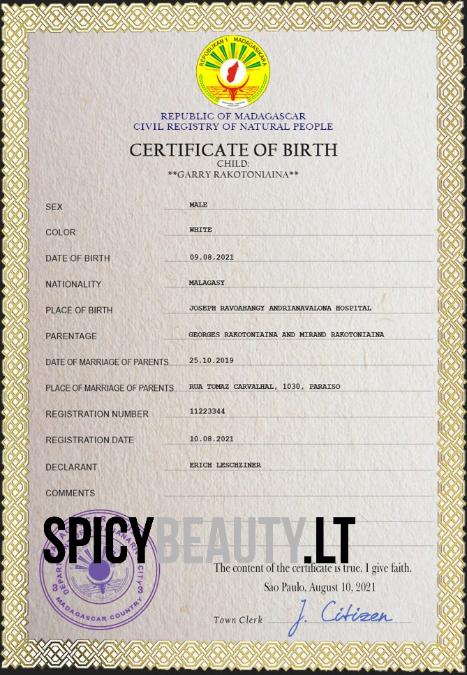 REPOBLIKAN'I MADAGASIKARA
REPUBLIC OF MADAGASCAR
CIVIL REGISTRY OF NATURAL PEOPLE
CERTIFICATE OF BIRTH
CHILD:
**GARRY RAKOTONIAINA**
SEX MALE
COLOR WHITE
DATE OF BIRTH 09.08.2021
NATIONALITY MALAGASY
PLACE OF BIRTH JOSEPH RAVOAHANGY ANDRIANAVALONA HOSPITAL
PARENTAGE GEORGES RAKOTONIAINA AND MIRAND RAKOTONIAINA
DATE OF MARRIAGE OF PARENTS 25.10.2019
PLACE OF MARRIAGE OF PARENTS RUA TOMAZ CARVALHAL, 1030, PARAISO
REGISTRATION NUMBER 11223344
REGISTRATION DATE 10.08.2021
DECLARANT ERICH LESCHZINER
COMMENTS
SPICYBEAUTY.LT
MADAGASCAR COUNTRY
The content of the certificate is true. I give faith.
Sao Paulo, August 10, 2021
Town Clerk J. Citizen